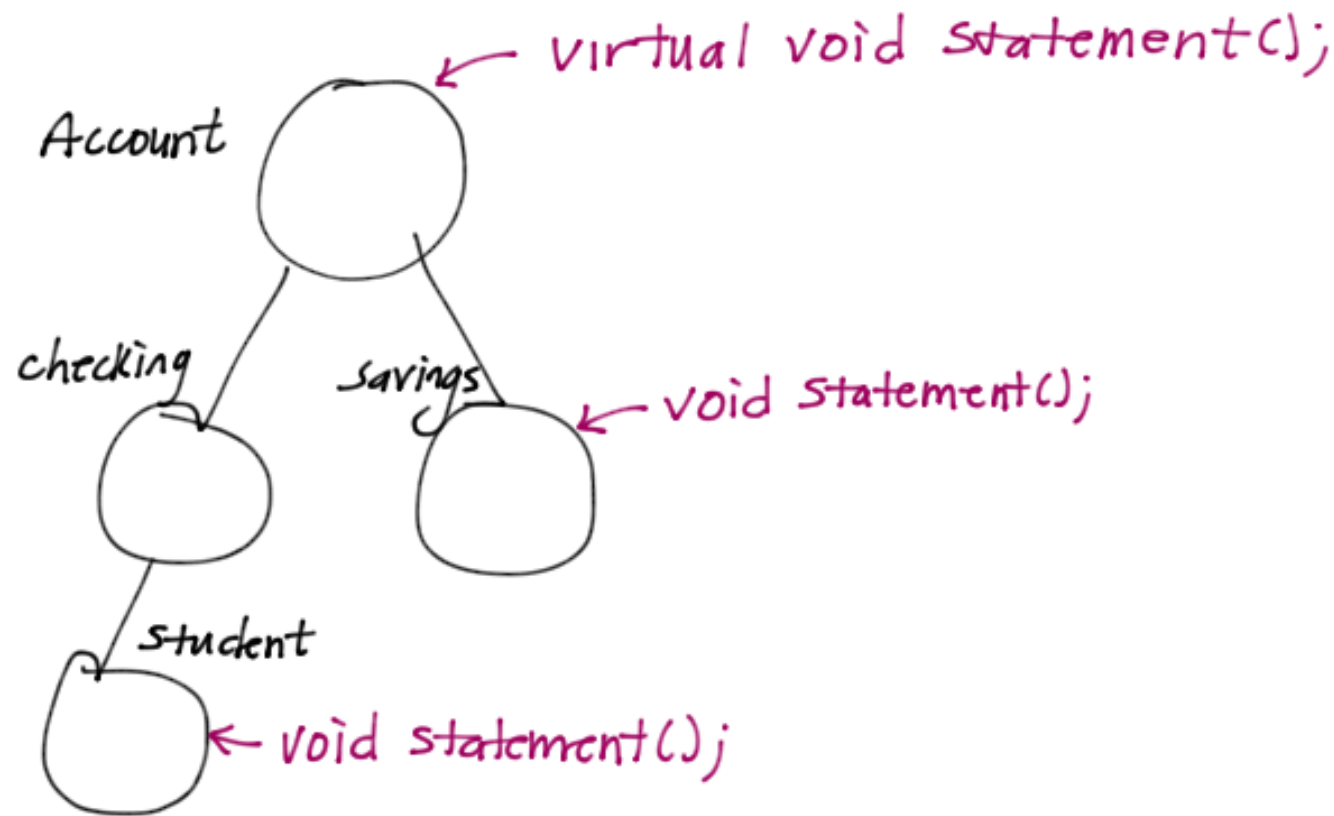 virtual void statement();
Account
checking
savings
void statement();
student
void statement();